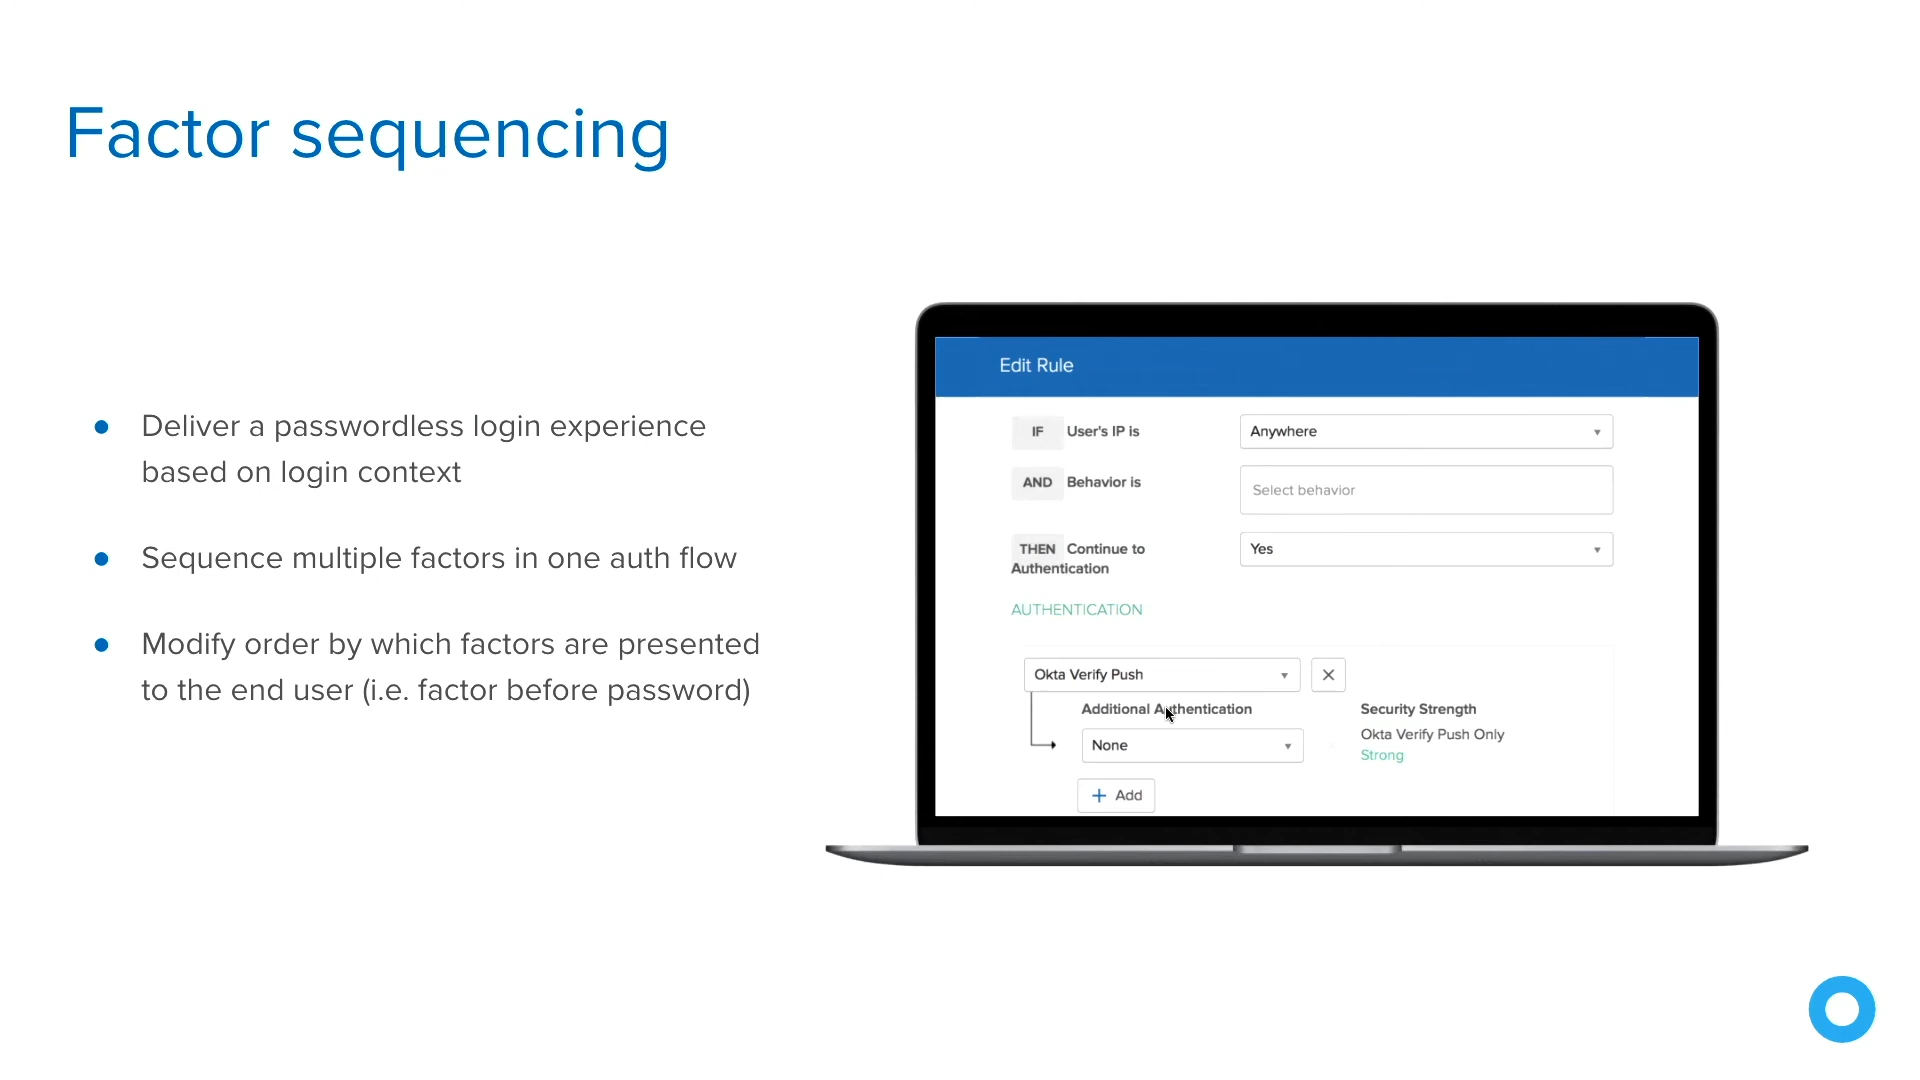 Factor sequencing
Deliver a passwordless login experience
based on login context
Sequence multiple factors in one auth flow
Modify order by which factors are presented
to the end user (i.e. factor before password)
Edit Rule
IF User's IP is
Anywhere
AND Behavior is
Select behavior
THEN Continue to
Authentication
Yes
AUTHENTICATION
Okta Verify Push
Additional Authentication
None
Add
Security Strength
Okta Verify Push Only
Strong